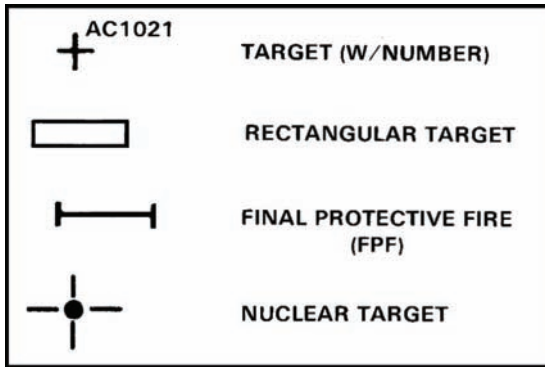 AC1021
TARGET (W/NUMBER)
RECTANGULAR TARGET
FINAL PROTECTIVE FIRE
(FPF)
NUCLEAR TARGET